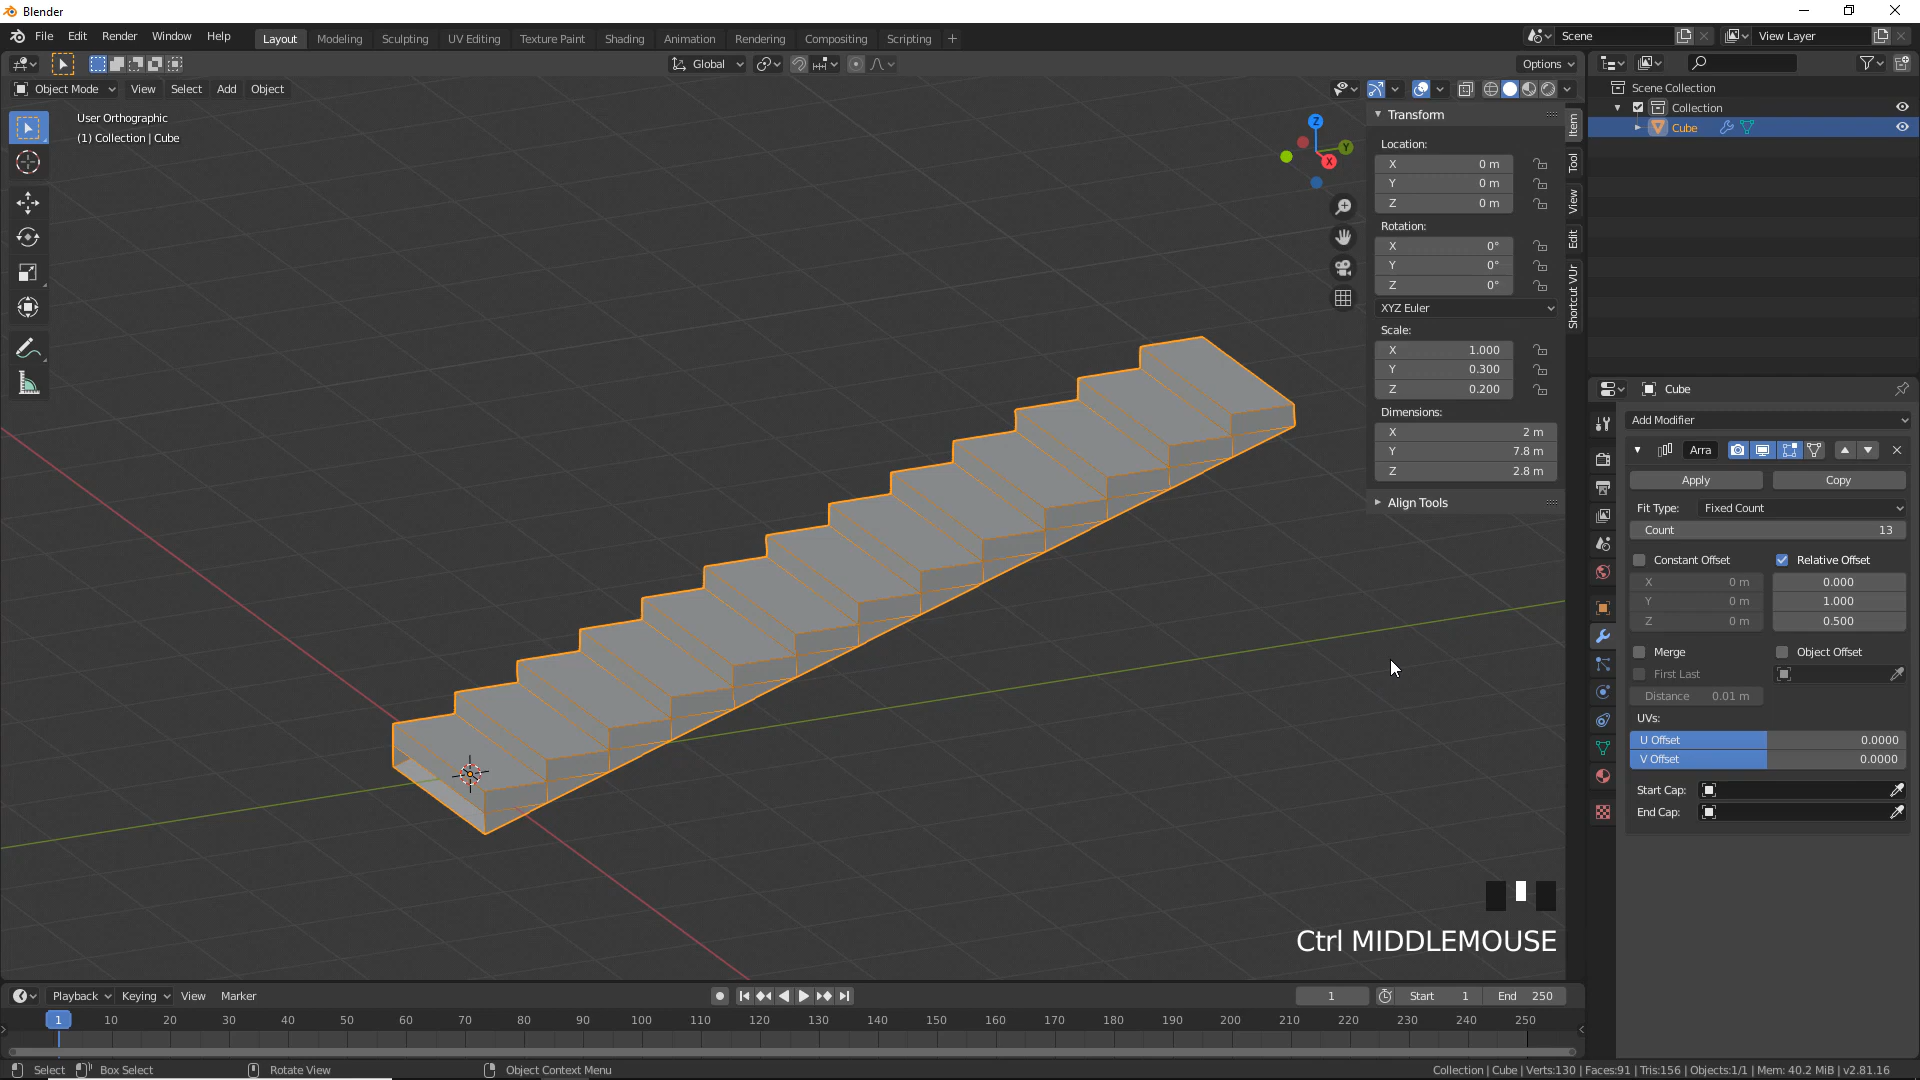 Blender
File Edit Render Window Help
Layout Modeling Sculpting UV Editing Texture Paint Shading Animation Rendering Compositing Scripting +
Scene
View Layer
Global
Options
Object Mode View Select Add Object
User Orthographic
(1) Collection | Cube
Z
Y
X
Transform
Location:
X 0 m
Y 0 m
Z 0 m
Rotation:
X 0°
Y 0°
Z 0°
XYZ Euler
Scale:
X 1.000
Y 0.300
Z 0.200
Dimensions:
X 2 m
Y 7.8 m
Z 2.8 m
Align Tools
Item
Tool
View
Edit
Shortcut VUr
Scene Collection
Collection
Cube
Cube
Add Modifier
Arra
Apply Copy
Fit Type: Fixed Count
Count 13
Constant Offset Relative Offset
X 0 m 0.000
Y 0 m 1.000
Z 0 m 0.500
Merge Object Offset
First Last
Distance 0.01 m
UVs:
U Offset 0.0000
V Offset 0.0000
Start Cap:
End Cap:
Ctrl MIDDLEMOUSE
Playback Keying View Marker
1 Start 1 End 250
1 10 20 30 40 50 60 70 80 90 100 110 120 130 140 150 160 170 180 190 200 210 220 230 240 250
Select Box Select Rotate View Object Context Menu
Collection | Cube | Verts:130 | Faces:91 | Tris:156 | Objects:1/1 | Mem: 40.2 MiB | v2.81.16